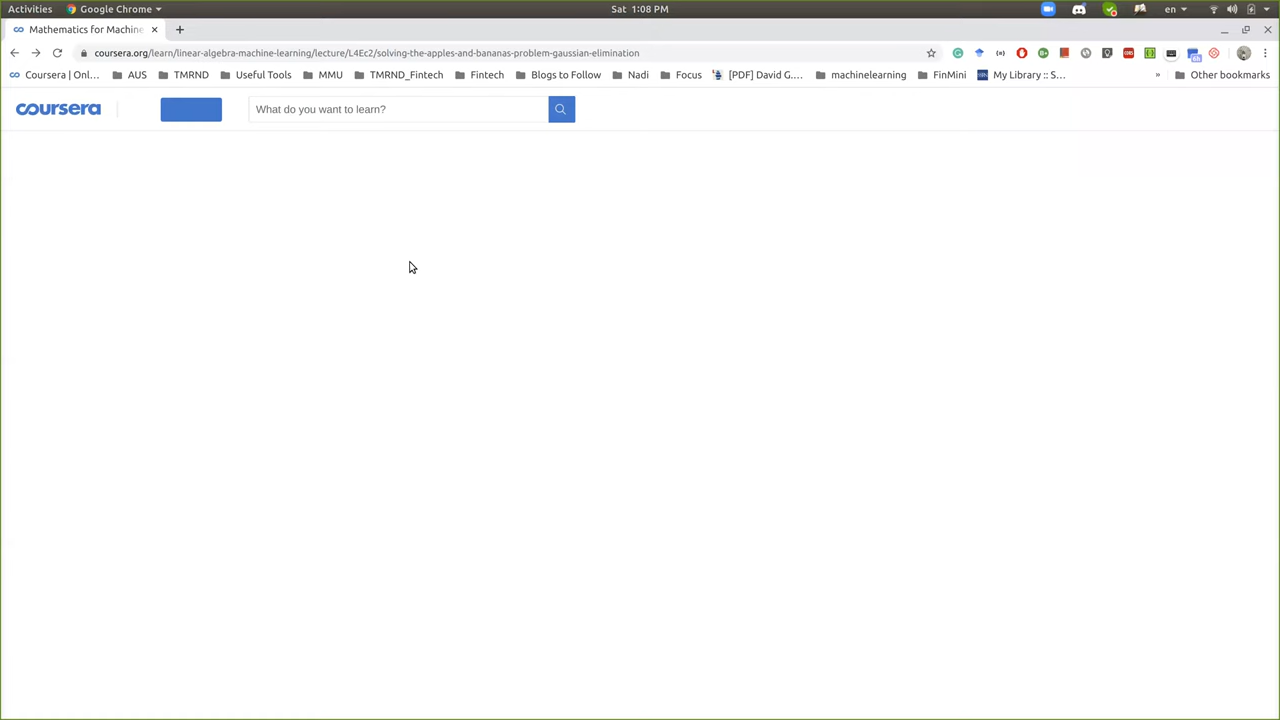 Activities Google Chrome Sat 1:08 PM en
Mathematics for Machine
coursera.org/learn/linear-algebra-machine-learning/lecture/L4Ec2/solving-the-apples-and-bananas-problem-gaussian-elimination
Coursera | Onl... AUS TMRND Useful Tools MMU TMRND_Fintech Fintech Blogs to Follow Nadi Focus [PDF] David G.... machinelearning FinMini My Library :: S... » Other bookmarks
coursera What do you want to learn?